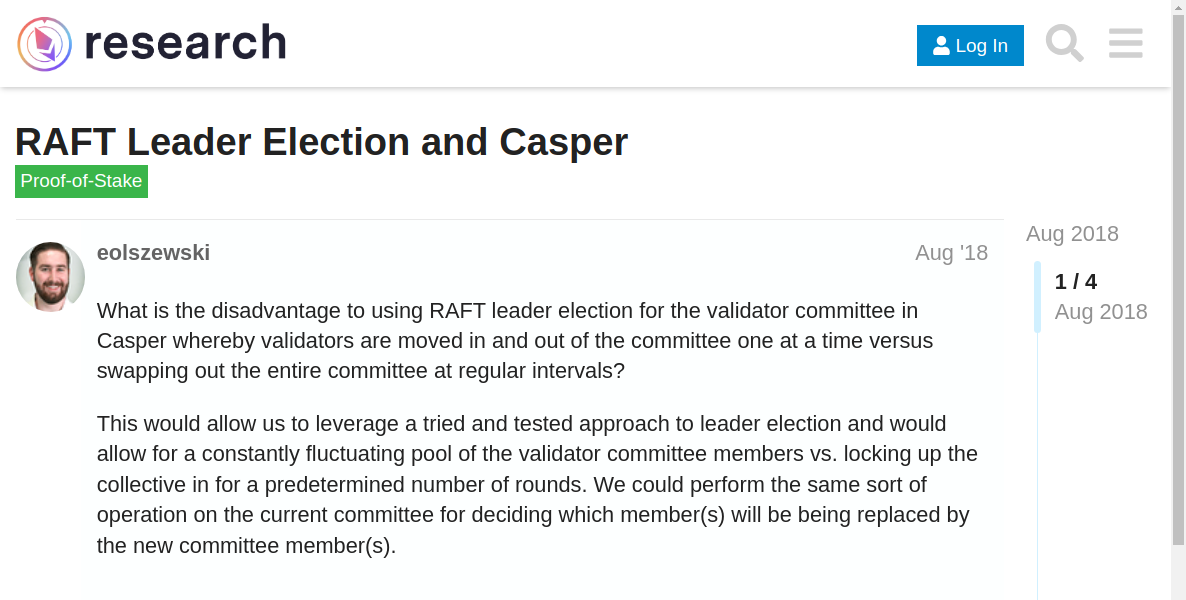 research
Log In
RAFT Leader Election and Casper
Proof-of-Stake
eolszewski
Aug '18
What is the disadvantage to using RAFT leader election for the validator committee in
Casper whereby validators are moved in and out of the committee one at a time versus
swapping out the entire committee at regular intervals?
This would allow us to leverage a tried and tested approach to leader election and would
allow for a constantly fluctuating pool of the validator committee members vs. locking up the
collective in for a predetermined number of rounds. We could perform the same sort of
operation on the current committee for deciding which member(s) will be being replaced by
the new committee member(s).
Aug 2018
1 / 4
Aug 2018